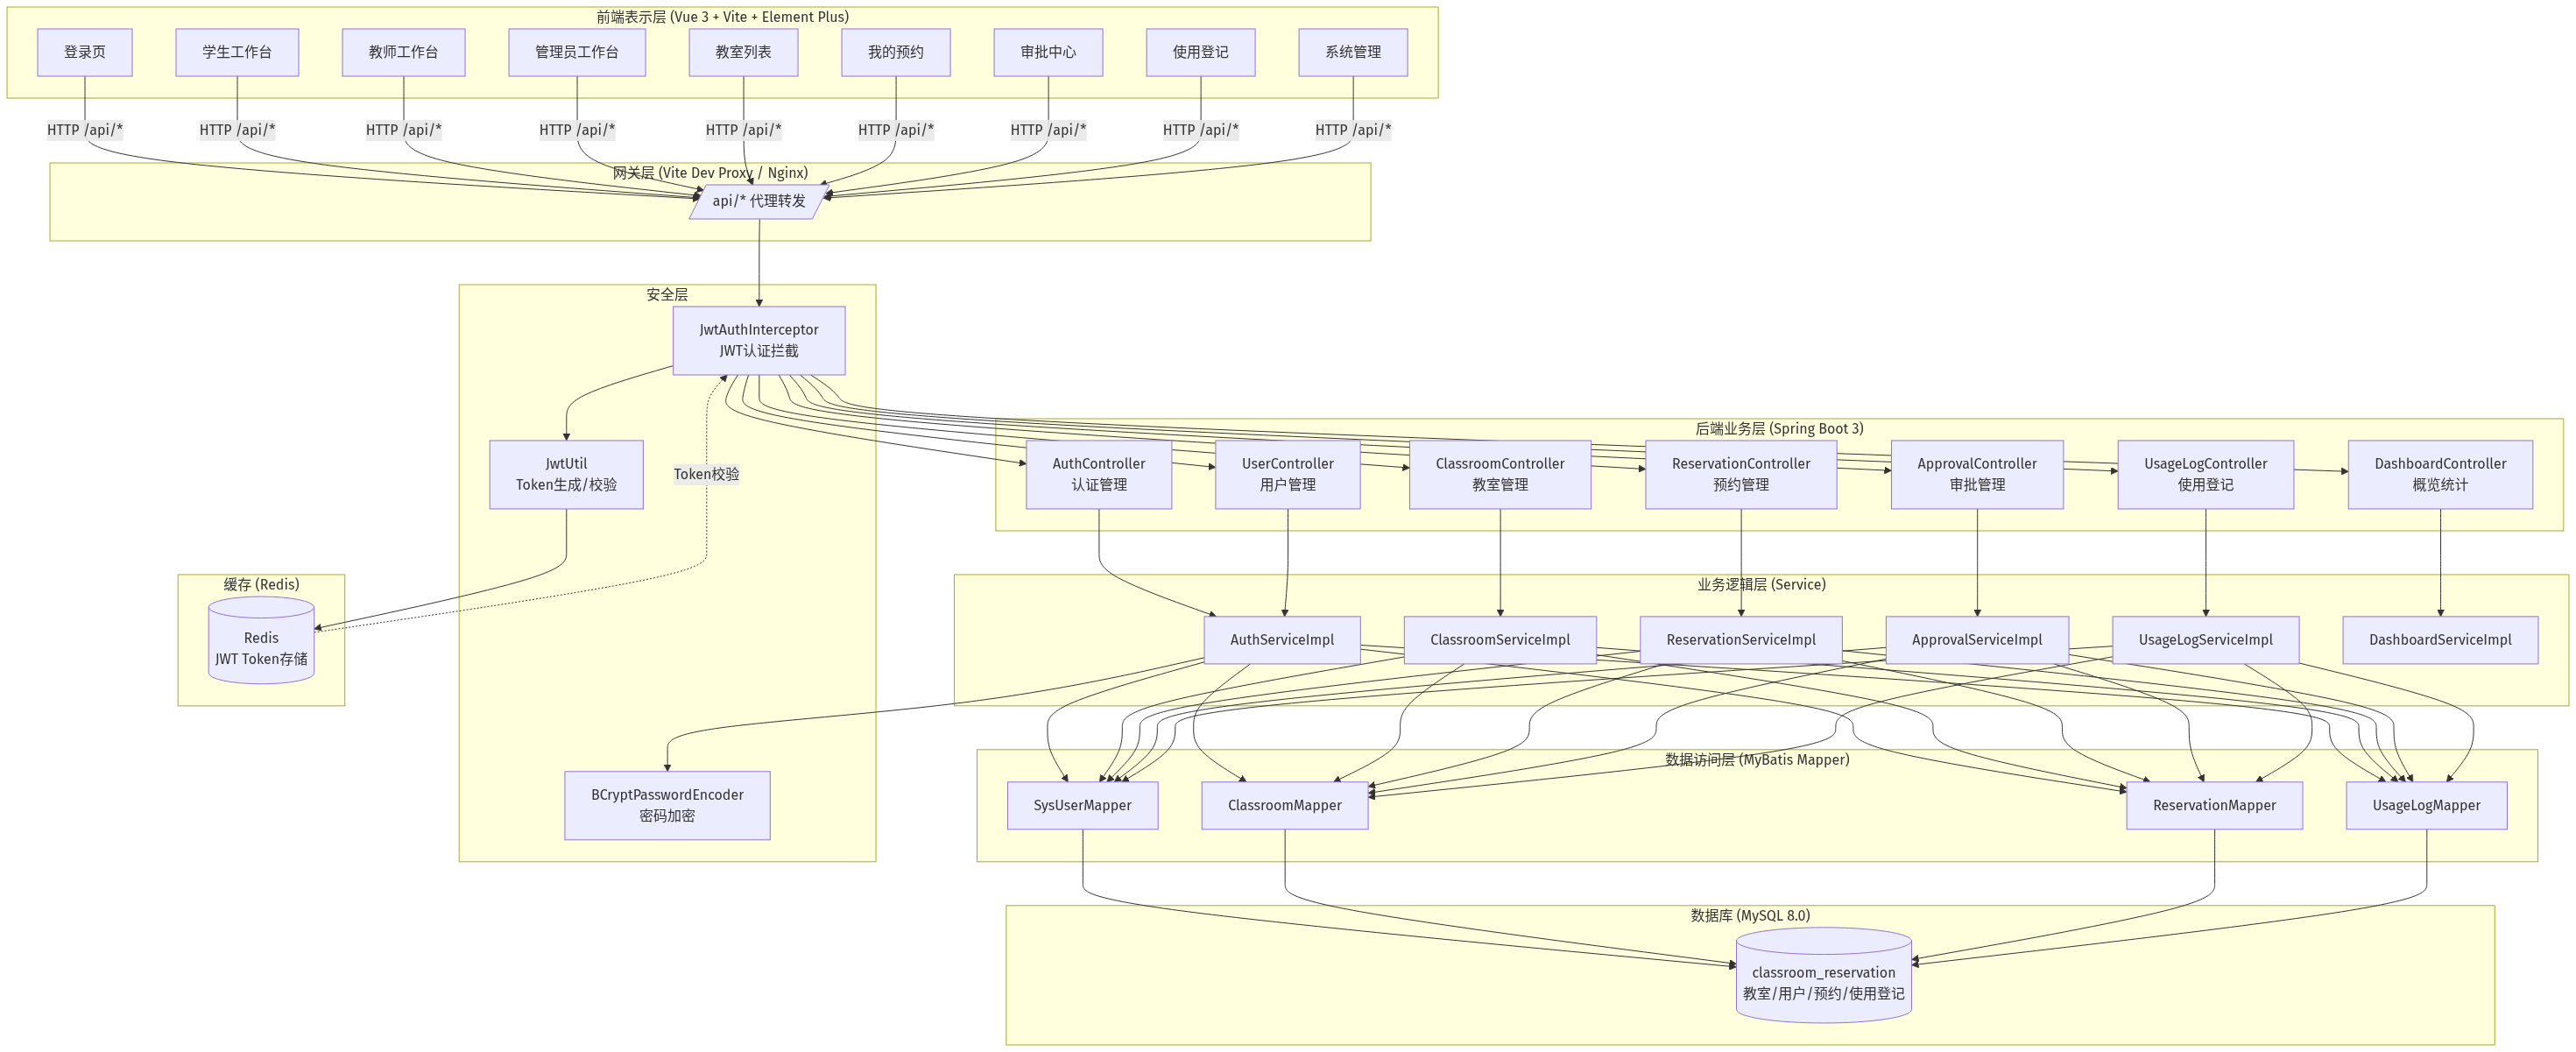 前端表示层 (Vue 3 + Vite + Element Plus)
登录页
学生工作台
教师工作台
管理员工作台
教室列表
我的预约
审批中心
使用登记
系统管理
HTTP /api/*
HTTP /api/*
HTTP /api/*
HTTP /api/*
HTTP /api/*
HTTP /api/*
HTTP /api/*
HTTP /api/*
HTTP /api/*
网关层 (Vite Dev Proxy / Nginx)
api/* 代理转发
安全层
JwtAuthInterceptor
JWT认证拦截
JwtUtil
Token生成/校验
Token校验
后端业务层 (Spring Boot 3)
AuthController
认证管理
UserController
用户管理
ClassroomController
教室管理
ReservationController
预约管理
ApprovalController
审批管理
UsageLogController
使用登记
DashboardController
概览统计
缓存 (Redis)
Redis
JWT Token存储
业务逻辑层 (Service)
AuthServiceImpl
ClassroomServiceImpl
ReservationServiceImpl
ApprovalServiceImpl
UsageLogServiceImpl
DashboardServiceImpl
BCryptPasswordEncoder
密码加密
数据访问层 (MyBatis Mapper)
SysUserMapper
ClassroomMapper
ReservationMapper
UsageLogMapper
数据库 (MySQL 8.0)
classroom_reservation
教室/用户/预约/使用登记